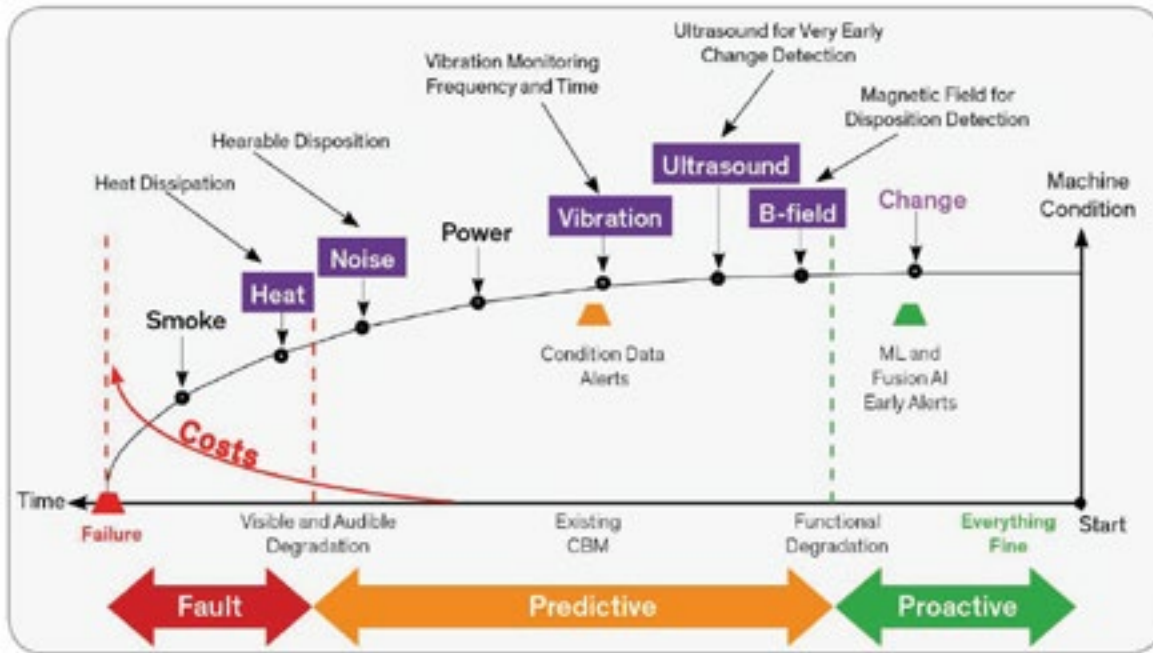 Ultrasound for Very Early
Change Detection
Vibration Monitoring
Frequency and Time
Magnetic Field for
Disposition Detection
Hearable Disposition
Heat Dissipation
Ultrasound
Machine
Condition
Vibration
B-field
Change
Power
Noise
Heat
Smoke
Condition Data
Alerts
ML and
Fusion AI
Early Alerts
Costs
Time
Start
Failure
Visible and Audible
Degradation
Existing
CBM
Functional
Degradation
Everything
Fine
Fault
Predictive
Proactive